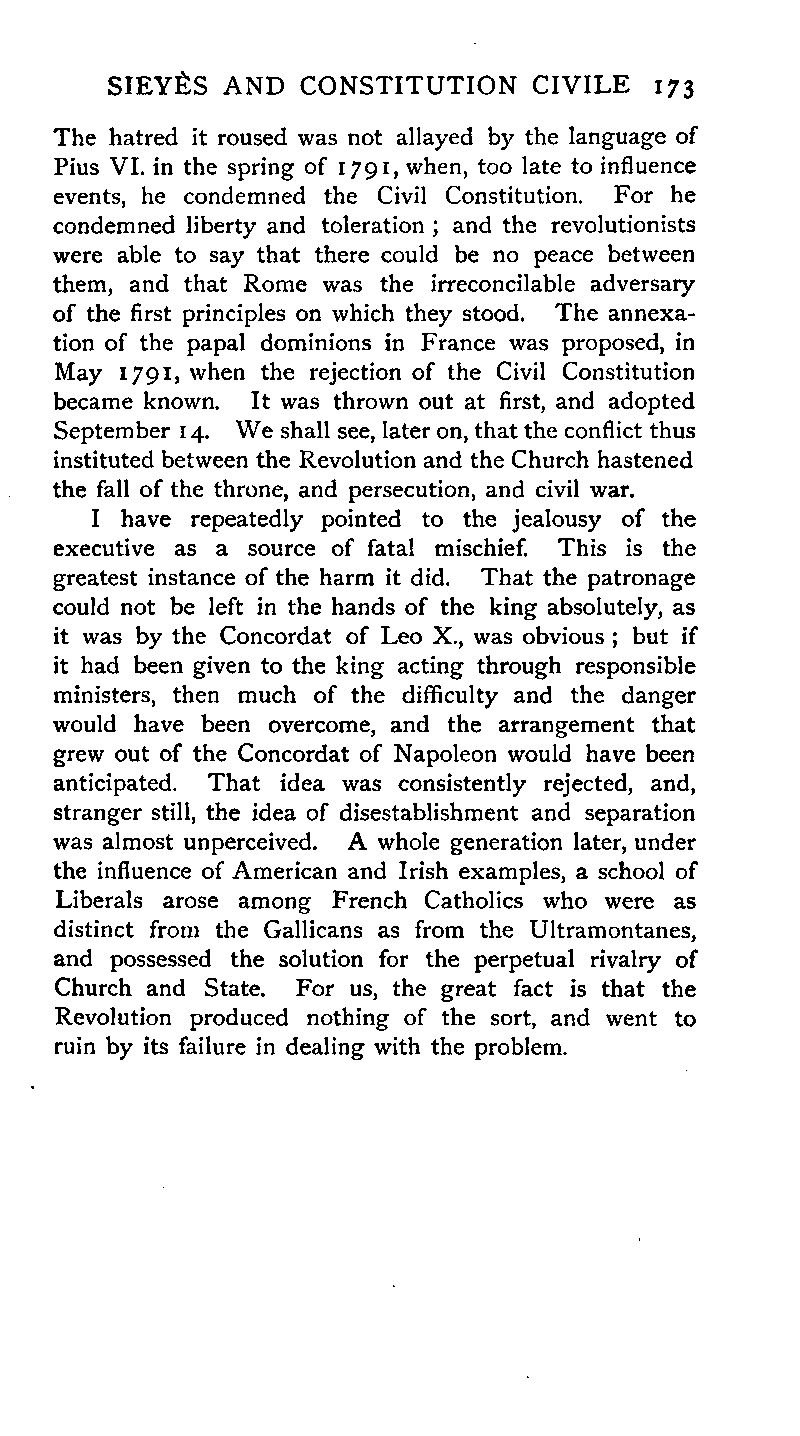 SIEYÈS AND CONSTITUTION CIVILE 173
The hatred it roused was not allayed by the language of
Pius VI. in the spring of 1791, when, too late to influence
events, he condemned the Civil Constitution. For he
condemned liberty and toleration ; and the revolutionists
were able to say that there could be no peace between
them, and that Rome was the irreconcilable adversary
of the first principles on which they stood. The annexa-
tion of the papal dominions in France was proposed, in
May 1791, when the rejection of the Civil Constitution
became known. It was thrown out at first, and adopted
September 14. We shall see, later on, that the conflict thus
instituted between the Revolution and the Church hastened
the fall of the throne, and persecution, and civil war.
I have repeatedly pointed to the jealousy of the
executive as a source of fatal mischief. This is the
greatest instance of the harm it did. That the patronage
could not be left in the hands of the king absolutely, as
it was by the Concordat of Leo X., was obvious ; but if
it had been given to the king acting through responsible
ministers, then much of the difficulty and the danger
would have been overcome, and the arrangement that
grew out of the Concordat of Napoleon would have been
anticipated. That idea was consistently rejected, and,
stranger still, the idea of disestablishment and separation
was almost unperceived. A whole generation later, under
the influence of American and Irish examples, a school of
Liberals arose among French Catholics who were as
distinct from the Gallicans as from the Ultramontanes,
and possessed the solution for the perpetual rivalry of
Church and State. For us, the great fact is that the
Revolution produced nothing of the sort, and went to
ruin by its failure in dealing with the problem.